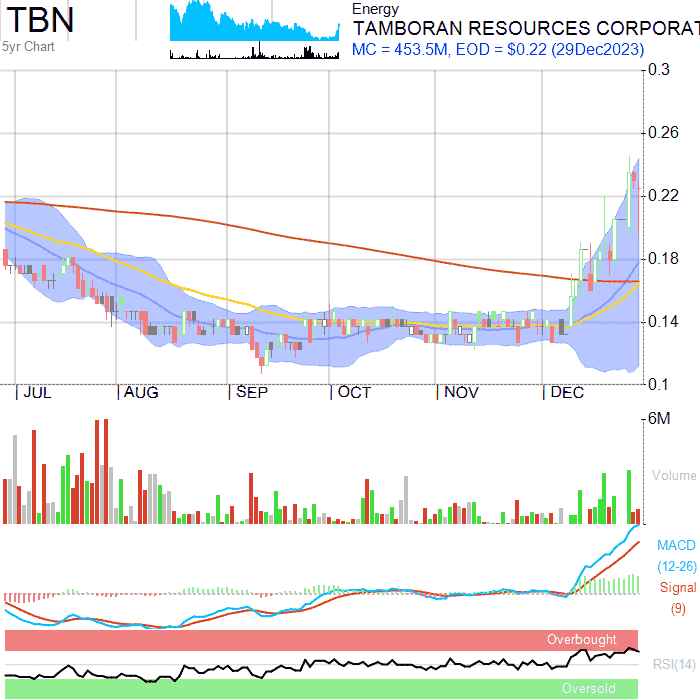 TBN
5yr Chart
Energy
TAMBORAN RESOURCES CORPORAT
MC = 453.5M, EOD = $0.22 (29Dec2023)
0.3
0.26
0.22
0.18
0.14
0.1
JUL AUG SEP OCT NOV DEC
6M
Volume
MACD
(12-26)
Signal
(9)
Overbought
RSI(14)
Oversold